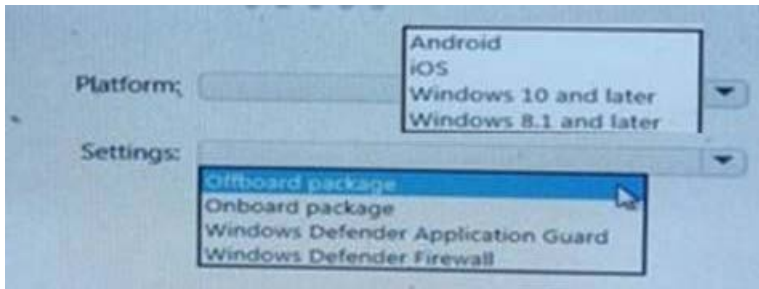 Android
iOS
Platform:
Windows 10 and later
Windows 8.1 and later
Settings:
Offboard package
Onboard package
Windows Defender Application Guard
Windows Defender Firewall